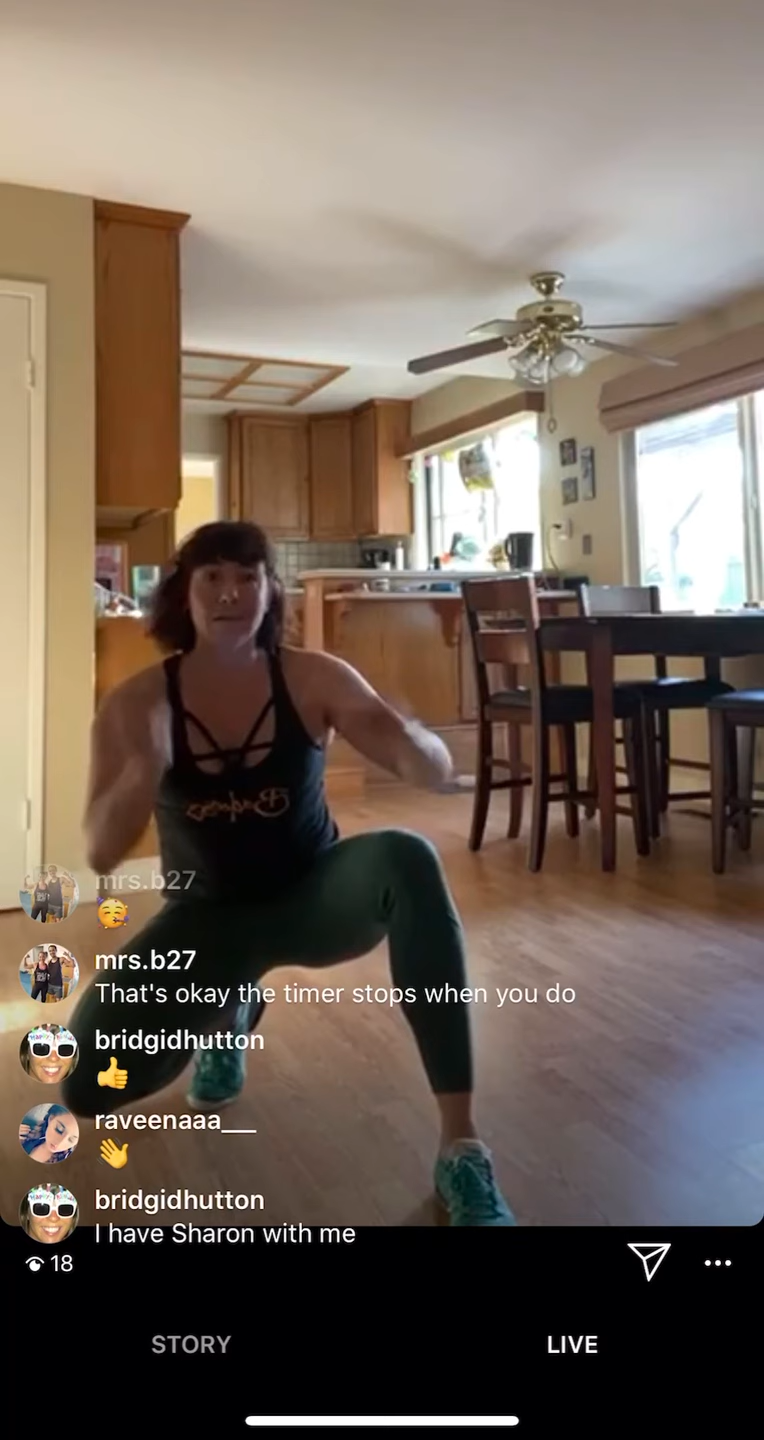 mrs.b27
🥳
mrs.b27
That's okay the timer stops when you do
bridgidhutton
👍
raveenaaa___
👋
bridgidhutton
I have Sharon with me
18
STORY
LIVE